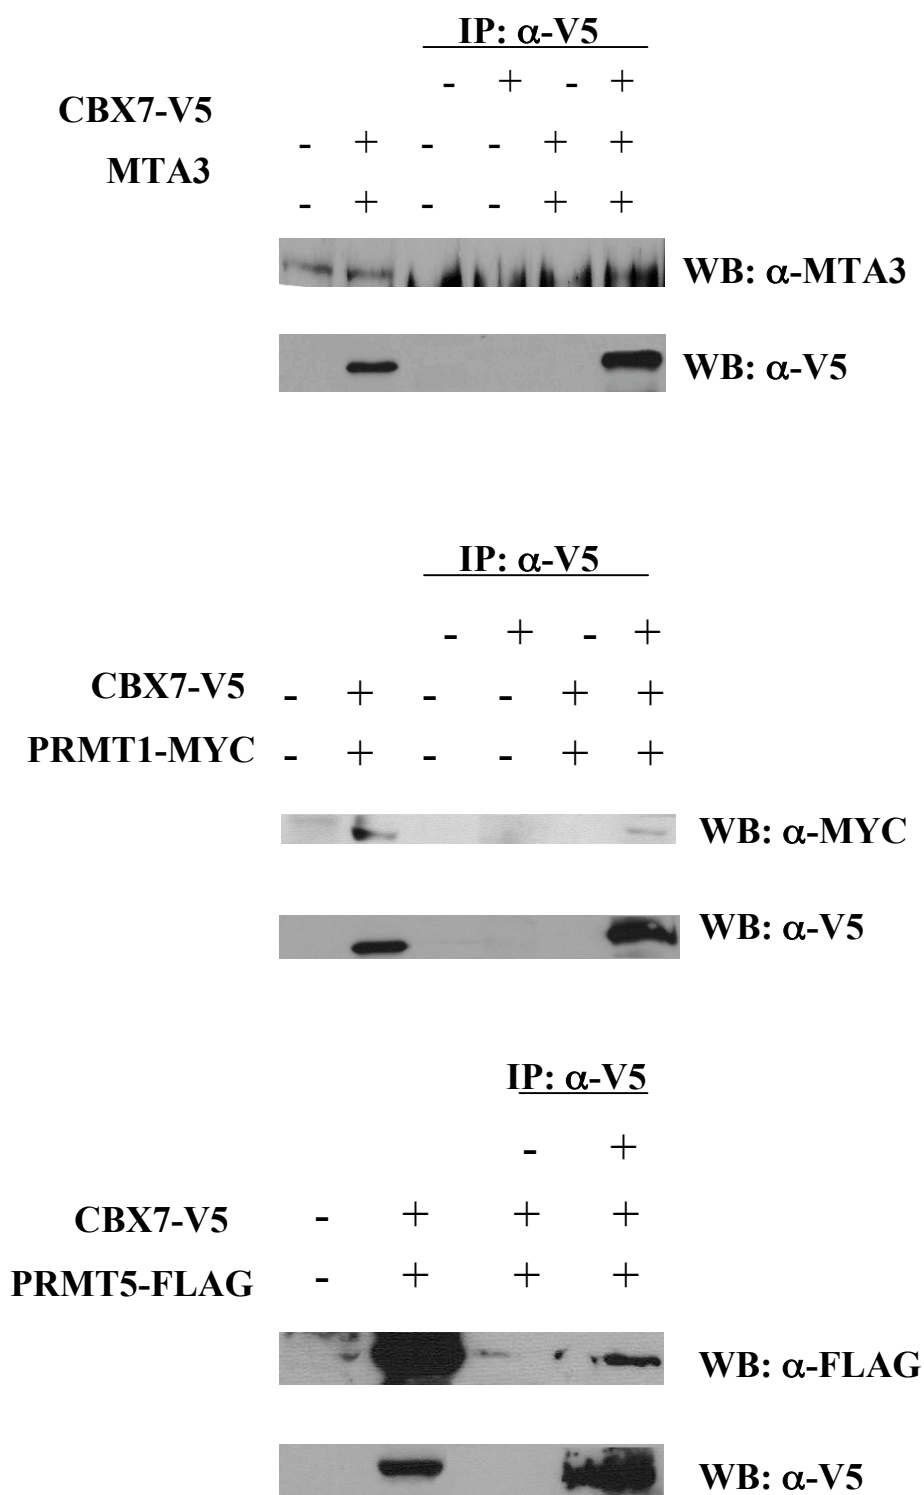 IP: α-V5
- + - +
CBX7-V5
- + - - + +
MTA3
- + - - + +
WB: α-MTA3
WB: α-V5
IP: α-V5
- + - +
CBX7-V5 - + - - + +
PRMT1-MYC - + - - + +
WB: α-MYC
WB: α-V5
IP: α-V5
- +
CBX7-V5 - + + +
PRMT5-FLAG - + + +
WB: α-FLAG
WB: α-V5